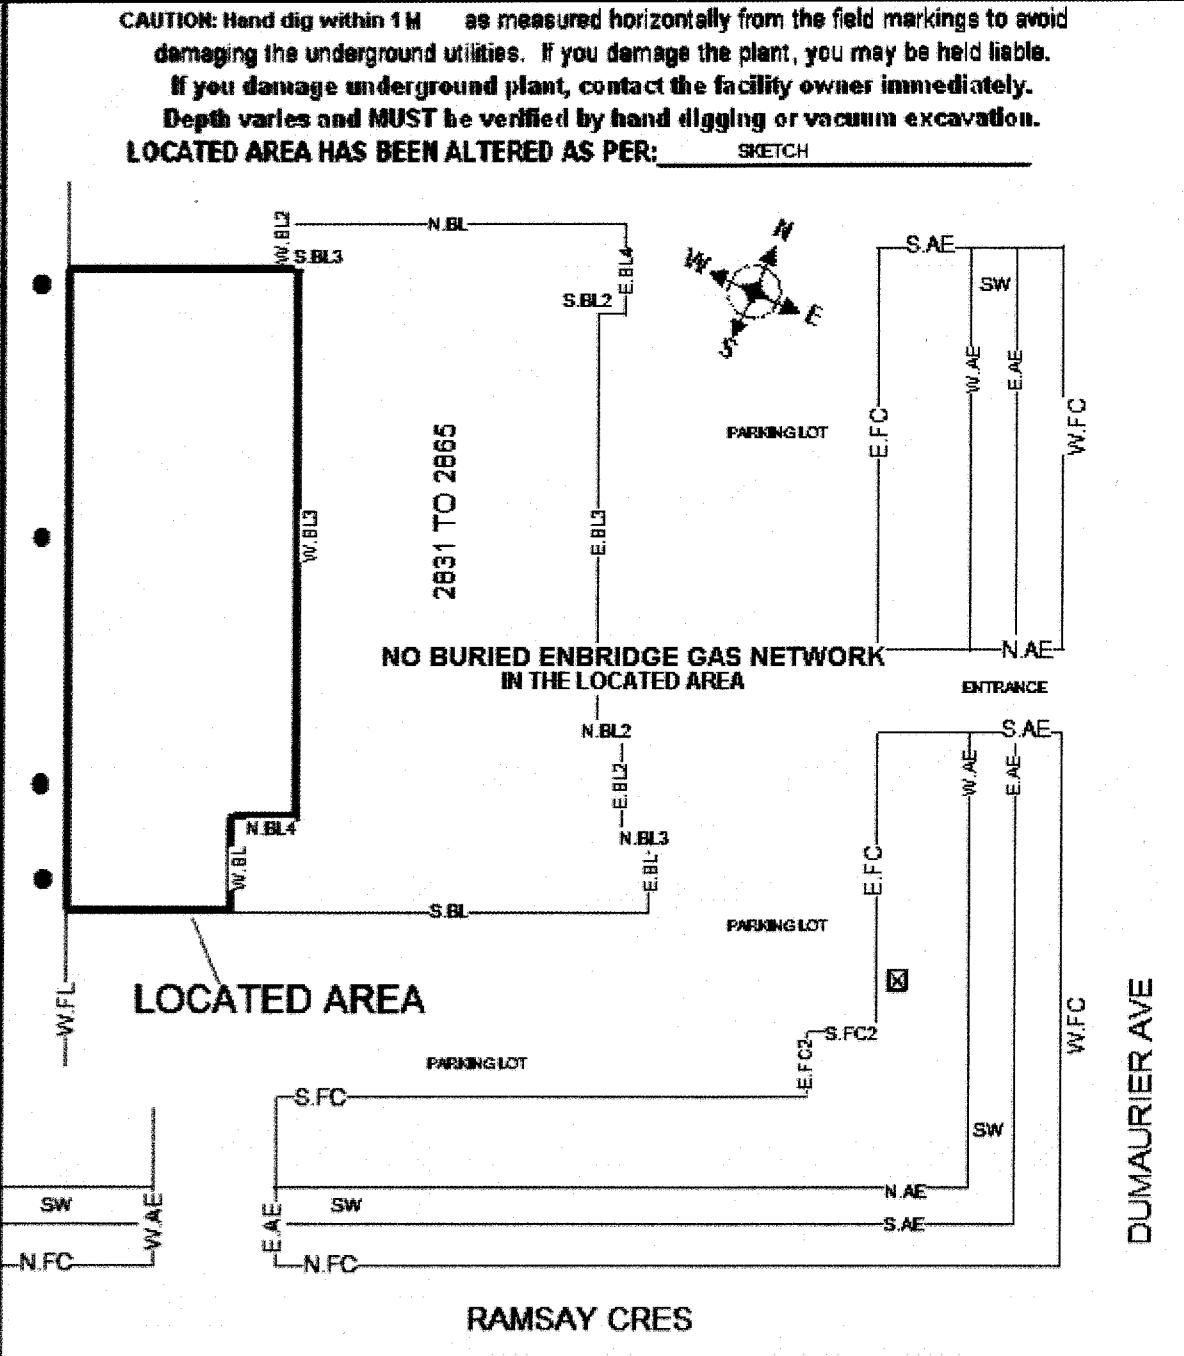 CAUTION: Hand dig within 1 M as measured horizontally from the field markings to avoid
damaging the underground utilities. If you damage the plant, you may be held liable.
If you damage underground plant, contact the facility owner immediately.
Depth varies and MUST be verified by hand digging or vacuum excavation.
LOCATED AREA HAS BEEN ALTERED AS PER: SKETCH
W.BL2
N.BL
S.BL3
E.BL4
S.BL2
N
W
E
S
S.AE
SW
W.AE
E.AE
E.FC
W.FC
PARKING LOT
2831 TO 2865
W.BL3
E.BL3
NO BURIED ENBRIDGE GAS NETWORK
IN THE LOCATED AREA
N.AE
ENTRANCE
N.BL2
S.AE
W.AE
E.AE
E.BL2
N.BL4
N.BL3
W.BL
E.BL
E.FC
S.BL
PARKING LOT
LOCATED AREA
W.FL
S.FC2
W.FC
E.FC2
PARKING LOT
S.FC
SW
DUMAURIER AVE
SW
W.AE
E.AE
SW
N.AE
S.AE
N.FC
N.FC
RAMSAY CRES